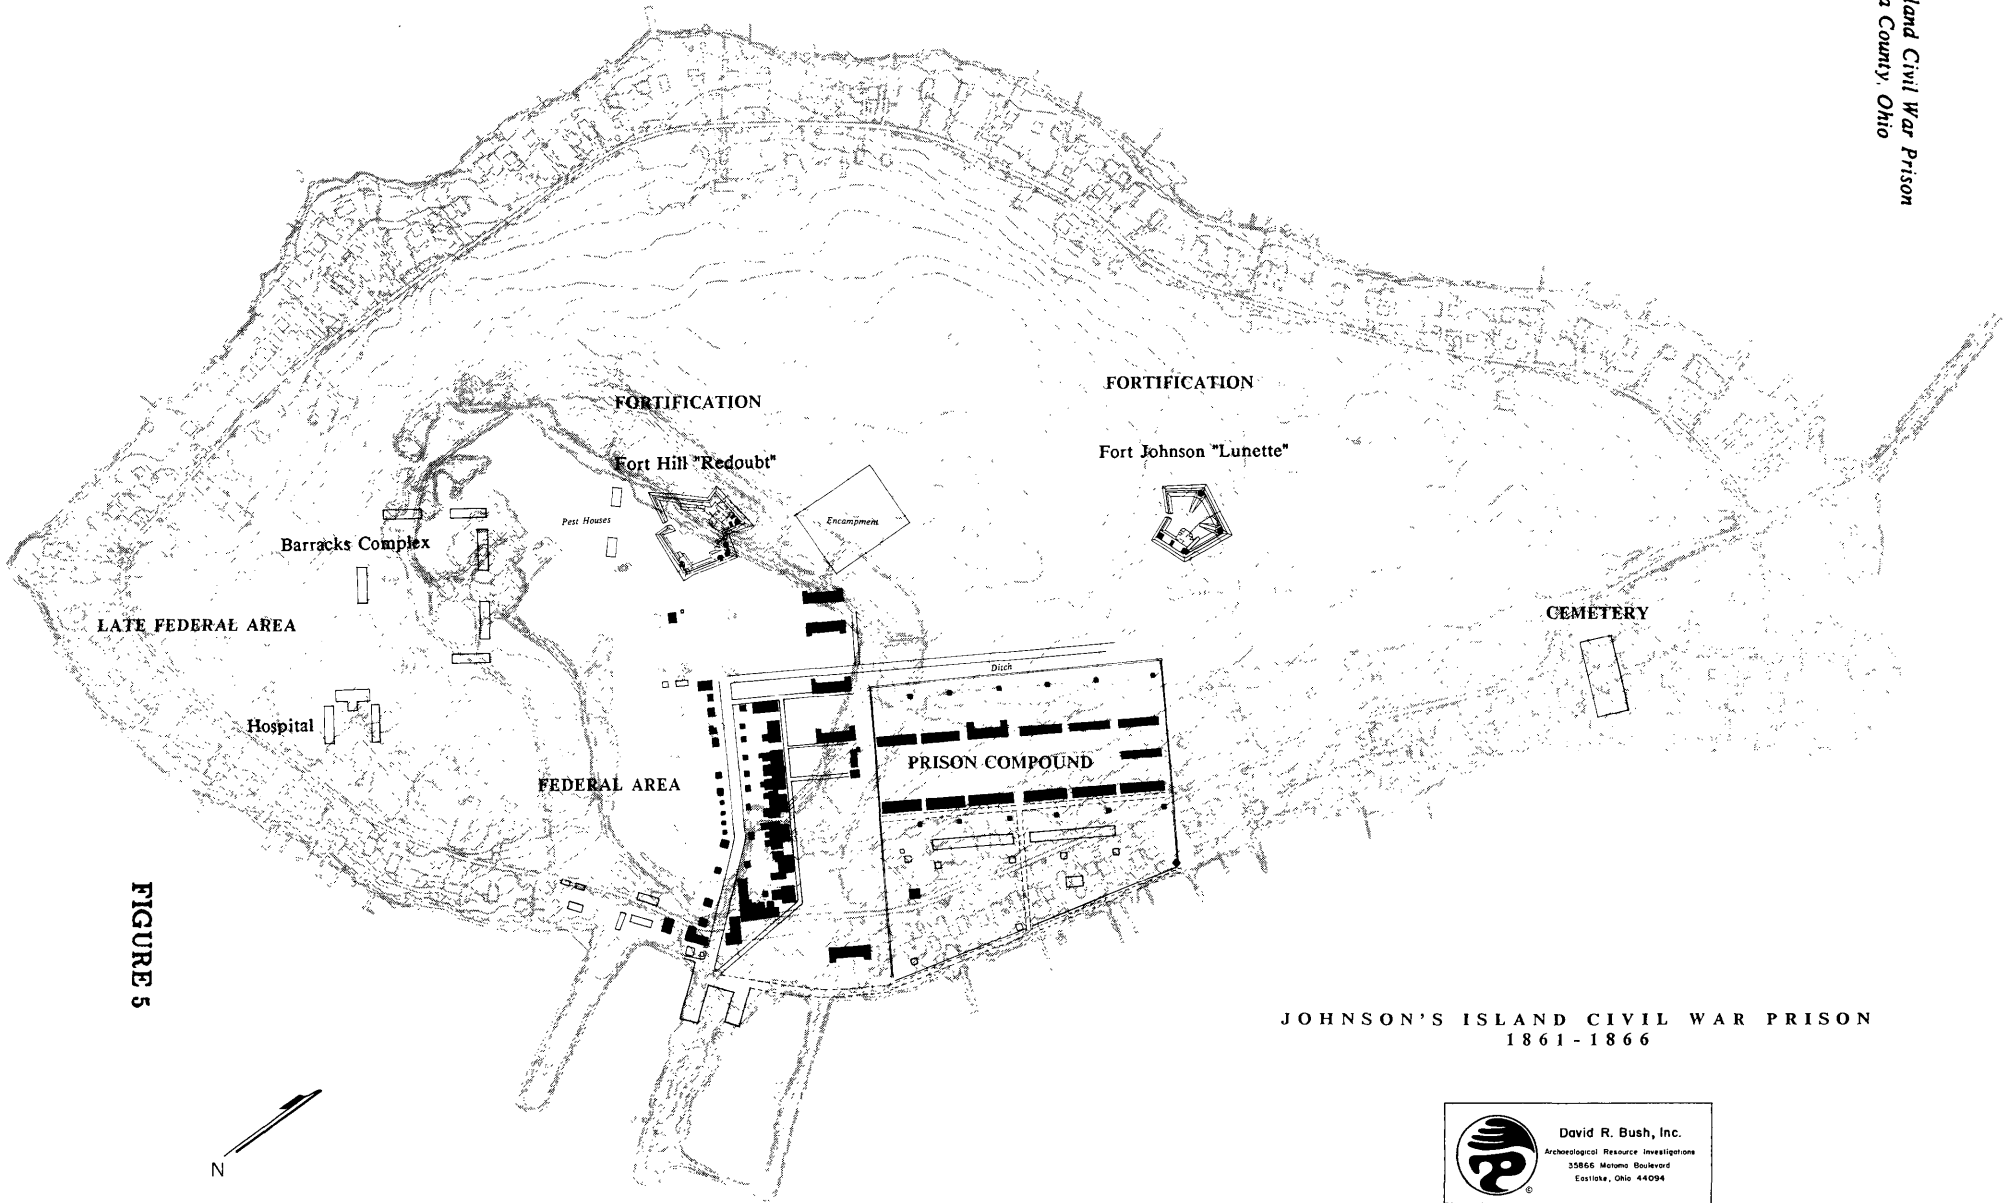 land Civil War Prison
a County, Ohio
FORTIFICATION
FORTIFICATION
Fort Hill "Redoubt"
Fort Johnson "Lunette"
Pest Houses
Encampment
Barracks Complex
CEMETERY
LATE FEDERAL AREA
Ditch
Hospital
PRISON COMPOUND
FEDERAL AREA
FIGURE 5
JOHNSON'S ISLAND CIVIL WAR PRISON
1861-1866
N
David R. Bush, Inc.
Archaeological Resource Investigations
35866 Matoma Boulevard
Eastlake, Ohio 44094
©